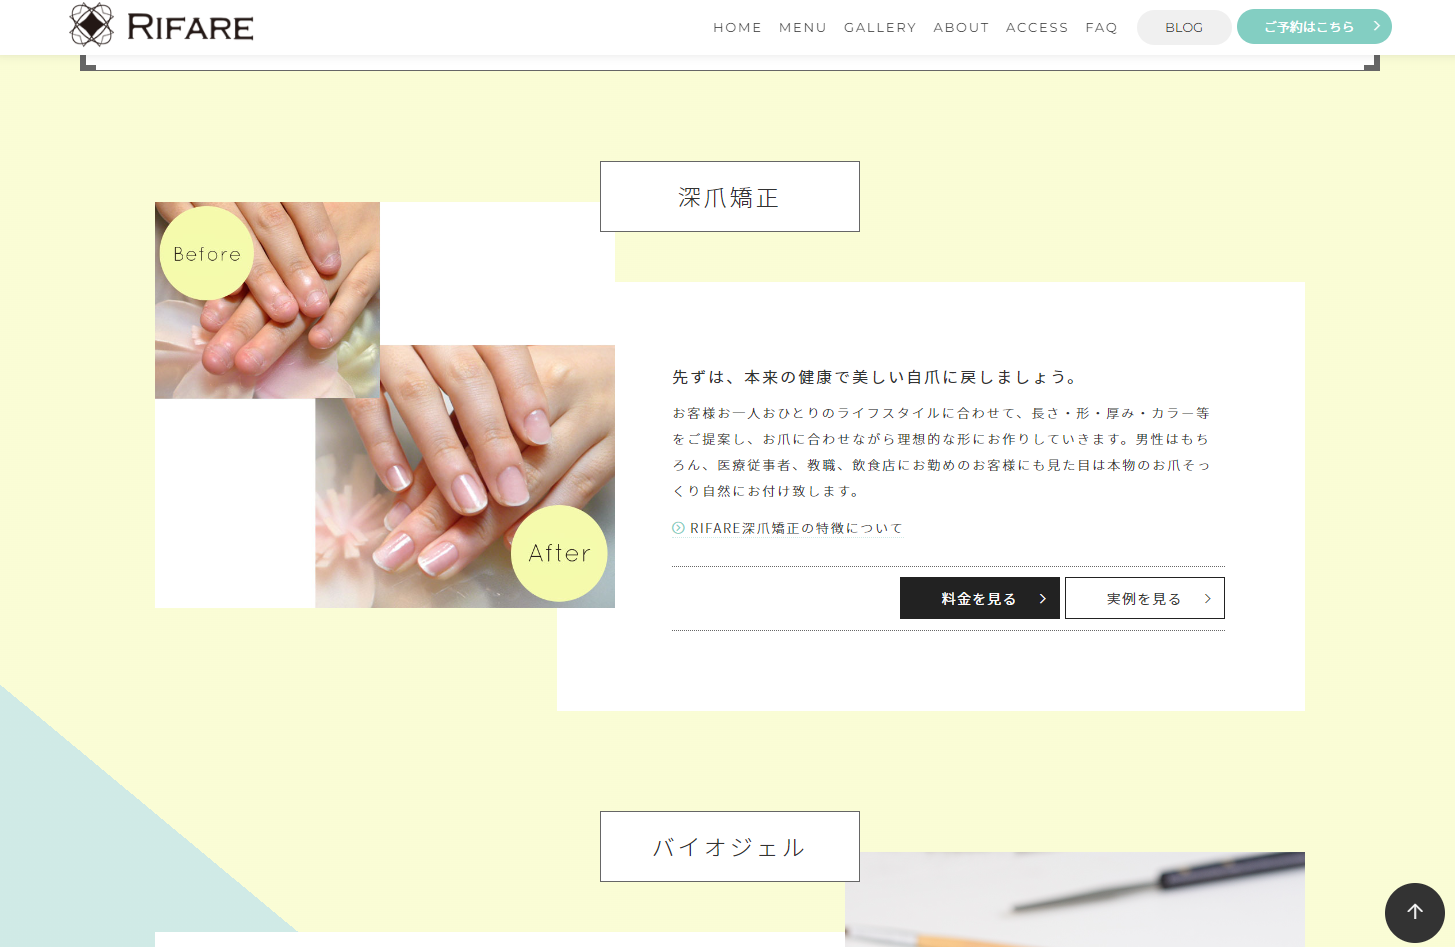 RIFARE
HOME MENU GALLERY ABOUT ACCESS FAQ BLOG ご予約はこちら
深爪矯正
Before
After
先ずは、本来の健康で美しい自爪に戻しましょう。
お客様お一人おひとりのライフスタイルに合わせて、長さ・形・厚み・カラー等
をご提案し、お爪に合わせながら理想的な形にお作りしていきます。男性はもち
ろん、医療従事者、教職、飲食店にお勤めのお客様にも見た目は本物のお爪そっ
くり自然にお付け致します。
RIFARE深爪矯正の特徴について
料金を見る 実例を見る
バイオジェル